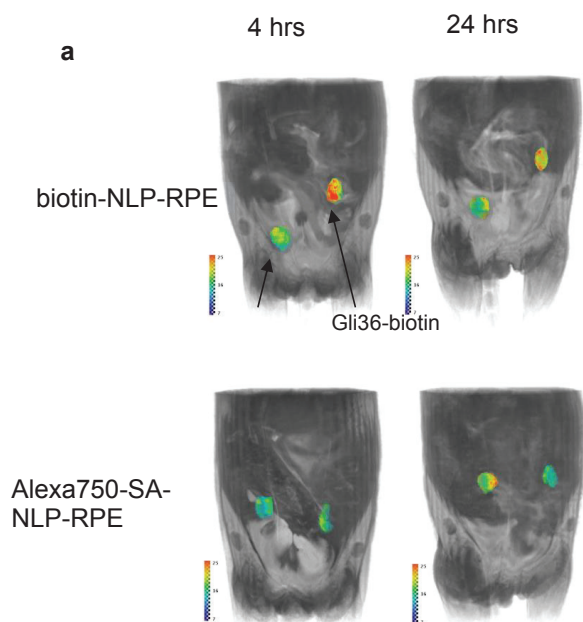 4 hrs
24 hrs
a
biotin-NLP-RPE
Gli36-biotin
Alexa750-SA-
NLP-RPE